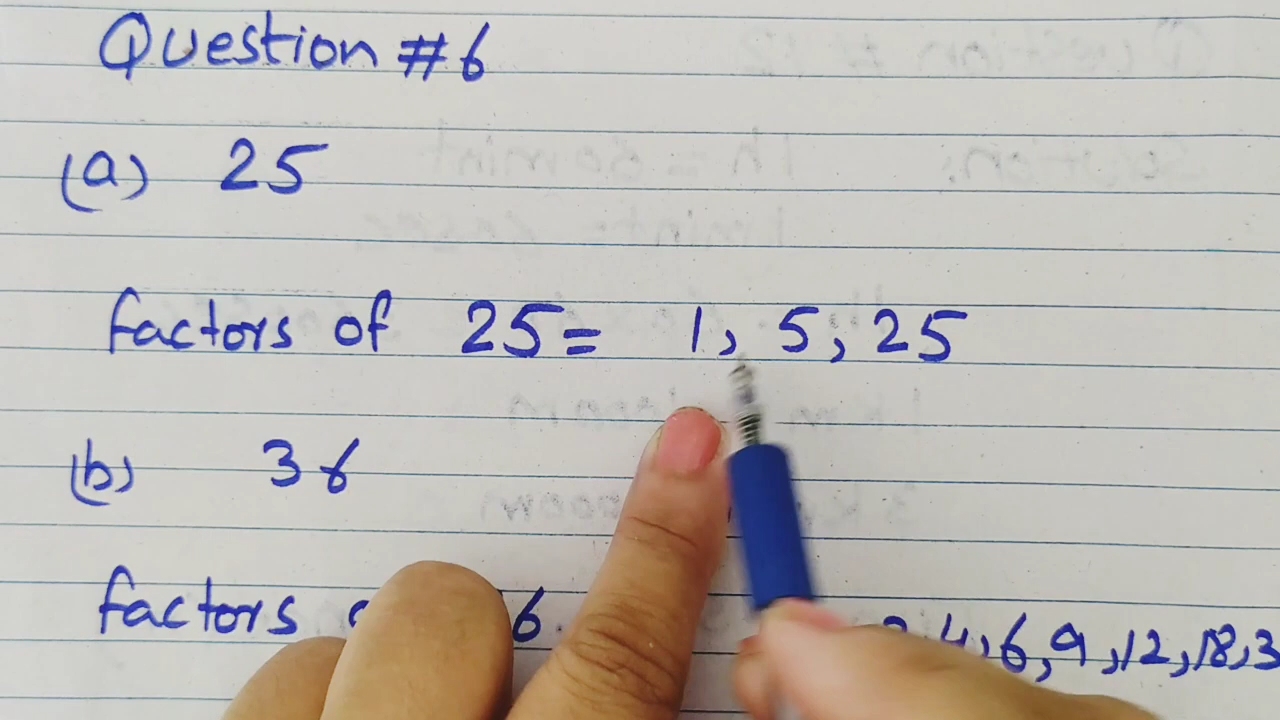 Question #6
(a) 25
factors of 25= 1, 5, 25
(b) 36
factors 6. 4,6,9,12,18,3